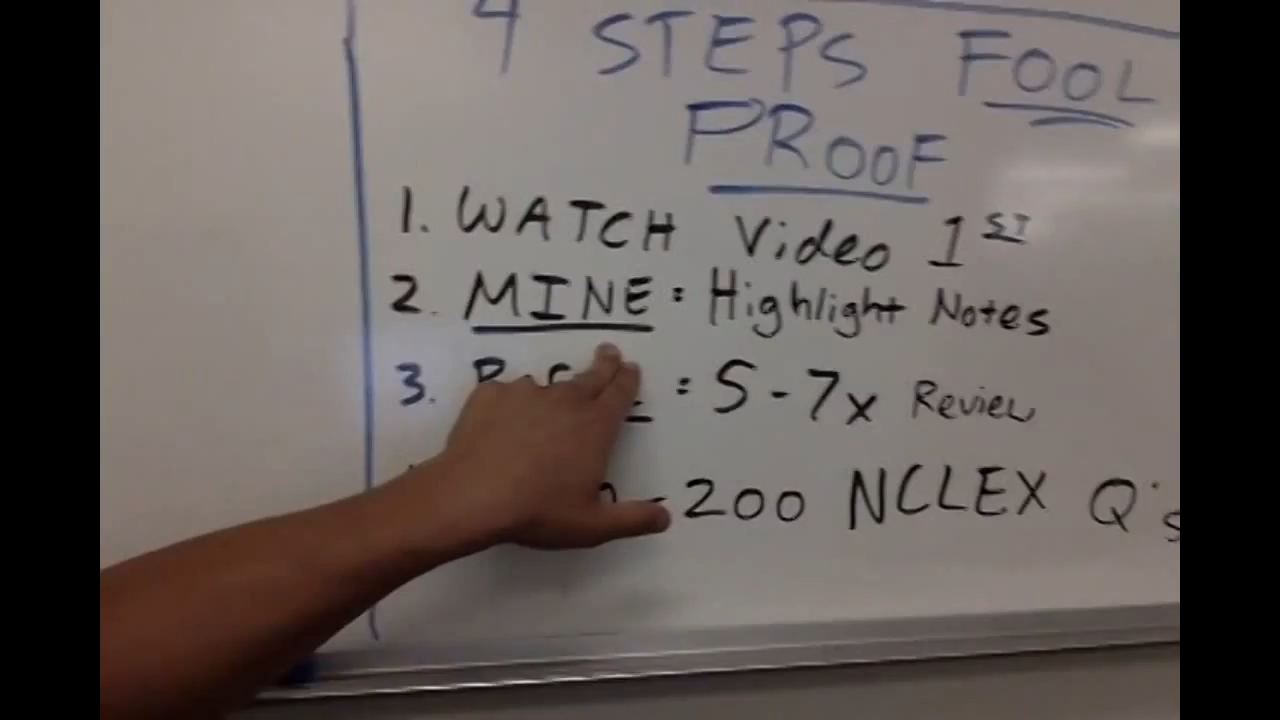 4 STEPS FOOL
PROOF
1. WATCH Video 1ST
2. MINE: Highlight Notes
3. : 5-7x Review
-200 NCLEX Q's